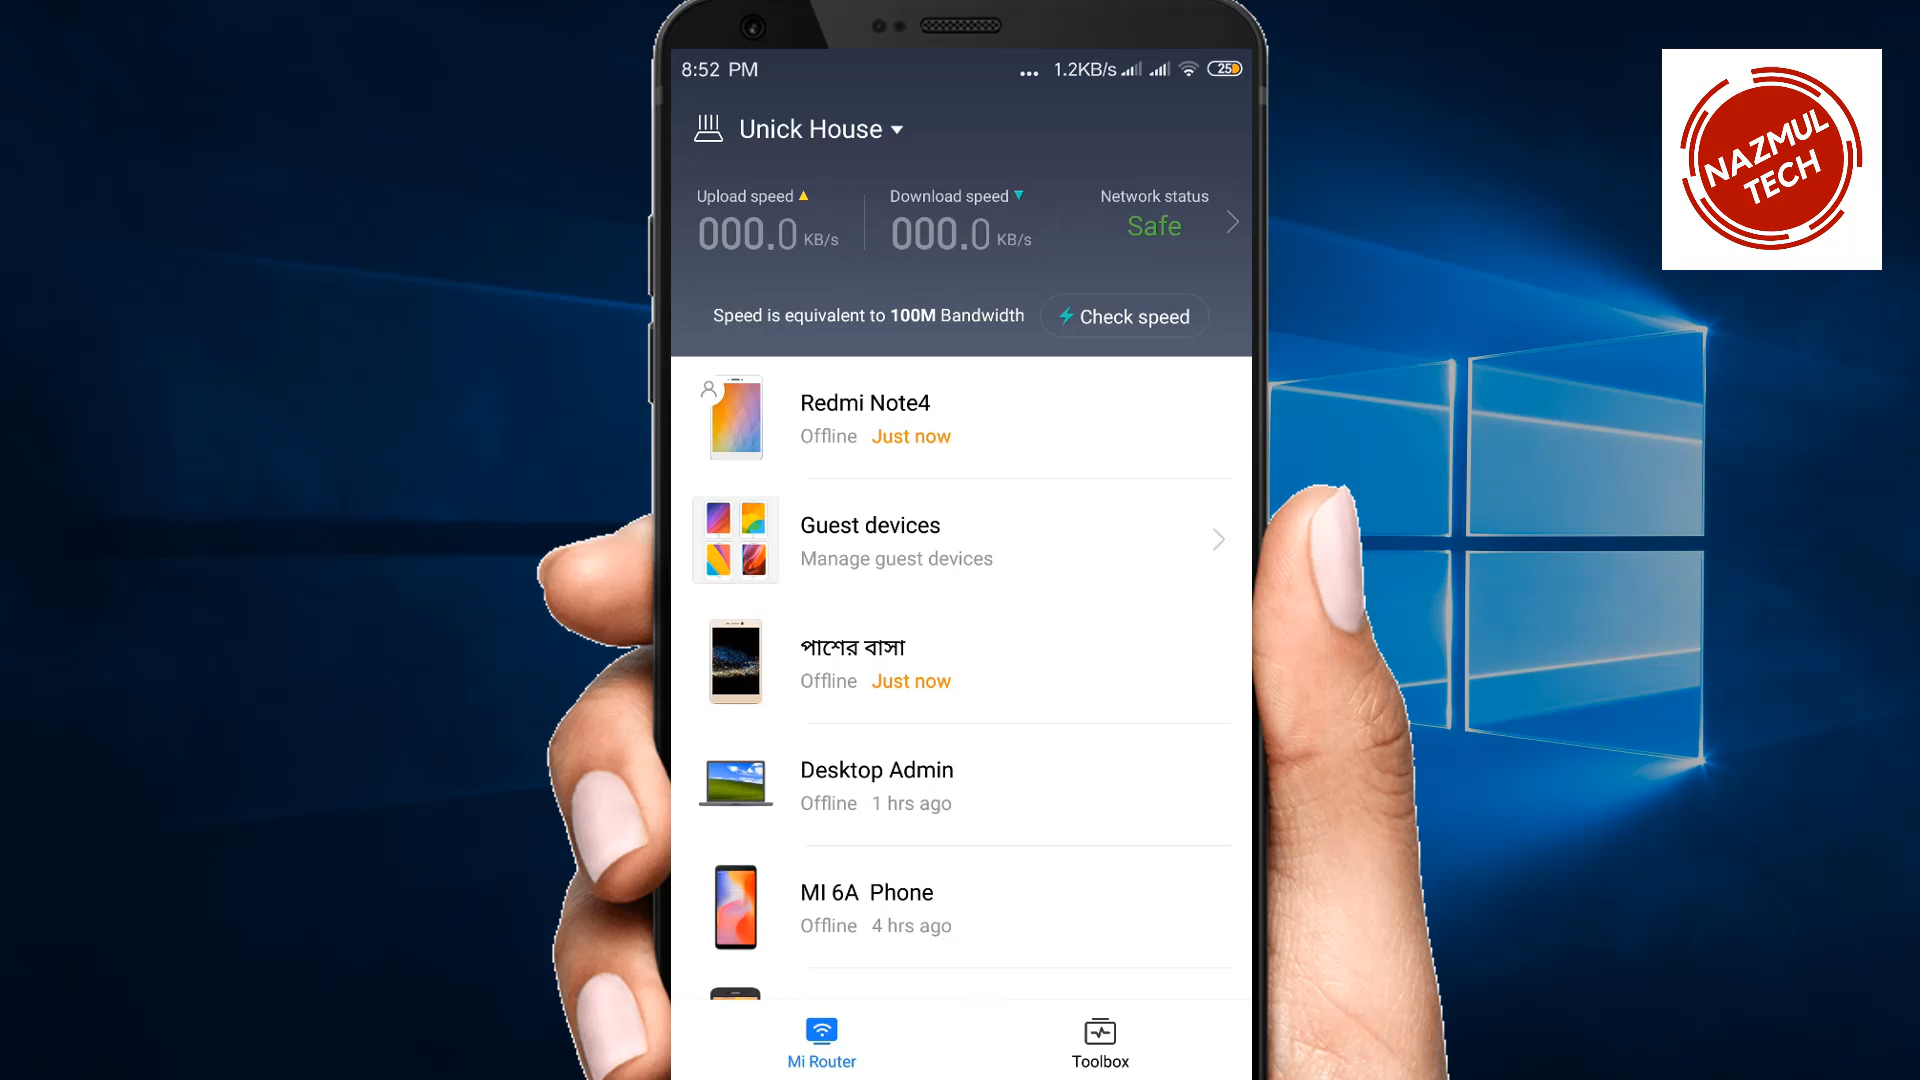 8:52 PM
... 1.2KB/s 25
NAZMUL
TECH
Unick House
Upload speed
000.0 KB/s
Download speed
000.0 KB/s
Network status
Safe
Speed is equivalent to 100M Bandwidth
Check speed
Redmi Note4
Offline Just now
Guest devices
Manage guest devices
পাশের বাসা
Offline Just now
Desktop Admin
Offline 1 hrs ago
MI 6A Phone
Offline 4 hrs ago
Mi Router
Toolbox